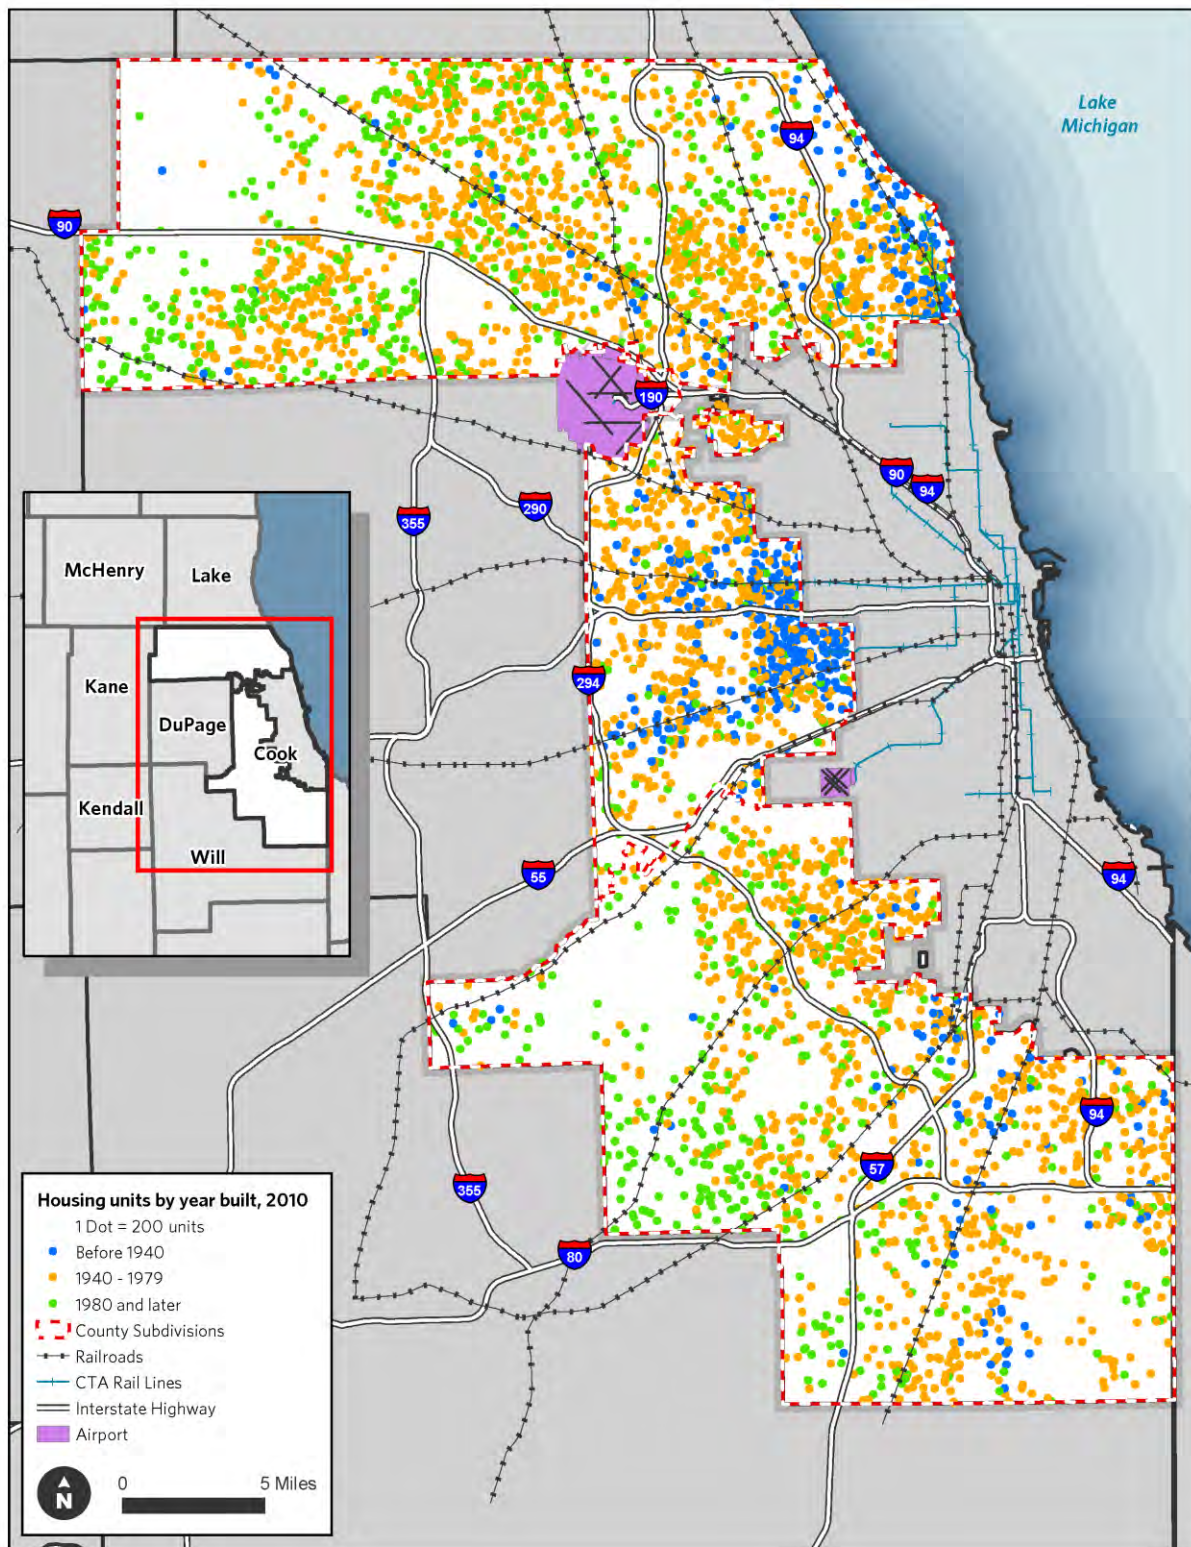 Lake
Michigan
94
90
190
90
94
355
290
McHenry
Lake
Kane
294
DuPage
Cook
Kendall
Will
55
94
94
57
355
80
Housing units by year built, 2010
1 Dot = 200 units
Before 1940
1940 - 1979
1980 and later
County Subdivisions
Railroads
CTA Rail Lines
Interstate Highway
Airport
N
0 5 Miles